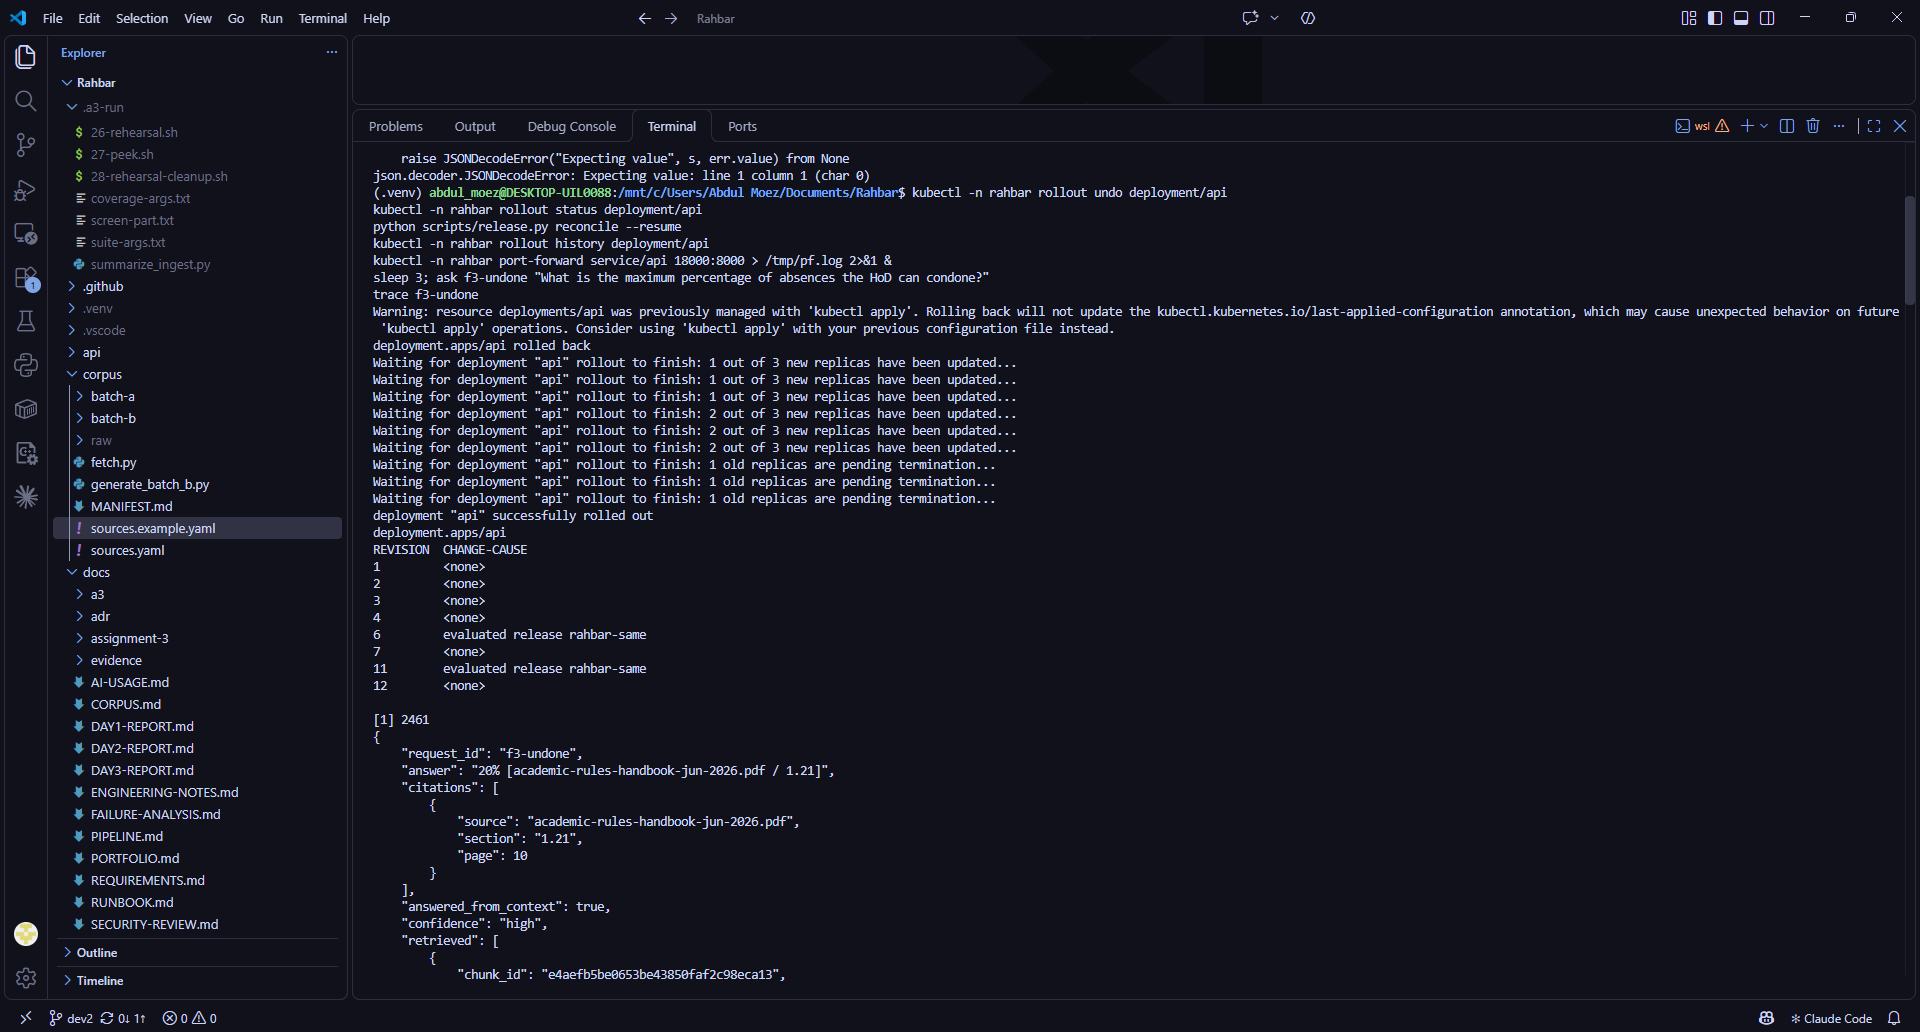 File Edit Selection View Go Run Terminal Help
Rahbar
Explorer
Rahbar
.a3-run
26-rehearsal.sh
27-peek.sh
28-rehearsal-cleanup.sh
coverage-args.txt
screen-part.txt
suite-args.txt
summarize_ingest.py
.github
.venv
.vscode
api
corpus
batch-a
batch-b
raw
fetch.py
generate_batch_b.py
MANIFEST.md
sources.example.yaml
sources.yaml
docs
a3
adr
assignment-3
evidence
AI-USAGE.md
CORPUS.md
DAY1-REPORT.md
DAY2-REPORT.md
DAY3-REPORT.md
ENGINEERING-NOTES.md
FAILURE-ANALYSIS.md
PIPELINE.md
PORTFOLIO.md
REQUIREMENTS.md
RUNBOOK.md
SECURITY-REVIEW.md
Outline
Timeline
1
Problems Output Debug Console Terminal Ports
wsl
raise JSONDecodeError("Expecting value", s, err.value) from None
json.decoder.JSONDecodeError: Expecting value: line 1 column 1 (char 0)
(.venv) abdul_moez@DESKTOP-UIL0088:/mnt/c/Users/Abdul Moez/Documents/Rahbar$ kubectl -n rahbar rollout undo deployment/api
kubectl -n rahbar rollout status deployment/api
python scripts/release.py reconcile --resume
kubectl -n rahbar rollout history deployment/api
kubectl -n rahbar port-forward service/api 18000:8000 > /tmp/pf.log 2>&1 &
sleep 3; ask f3-undone "What is the maximum percentage of absences the HoD can condone?"
trace f3-undone
Warning: resource deployments/api was previously managed with 'kubectl apply'. Rolling back will not update the kubectl.kubernetes.io/last-applied-configuration annotation, which may cause unexpected behavior on future
'kubectl apply' operations. Consider using 'kubectl apply' with your previous configuration file instead.
deployment.apps/api rolled back
Waiting for deployment "api" rollout to finish: 1 out of 3 new replicas have been updated...
Waiting for deployment "api" rollout to finish: 1 out of 3 new replicas have been updated...
Waiting for deployment "api" rollout to finish: 1 out of 3 new replicas have been updated...
Waiting for deployment "api" rollout to finish: 2 out of 3 new replicas have been updated...
Waiting for deployment "api" rollout to finish: 2 out of 3 new replicas have been updated...
Waiting for deployment "api" rollout to finish: 2 out of 3 new replicas have been updated...
Waiting for deployment "api" rollout to finish: 1 old replicas are pending termination...
Waiting for deployment "api" rollout to finish: 1 old replicas are pending termination...
Waiting for deployment "api" rollout to finish: 1 old replicas are pending termination...
deployment "api" successfully rolled out
deployment.apps/api
REVISION CHANGE-CAUSE
1 <none>
2 <none>
3 <none>
4 <none>
6 evaluated release rahbar-same
7 <none>
11 evaluated release rahbar-same
12 <none>
[1] 2461
{
"request_id": "f3-undone",
"answer": "20% [academic-rules-handbook-jun-2026.pdf / 1.21]",
"citations": [
{
"source": "academic-rules-handbook-jun-2026.pdf",
"section": "1.21",
"page": 10
}
],
"answered_from_context": true,
"confidence": "high",
"retrieved": [
{
"chunk_id": "e4aefb5be0653be43850faf2c98eca13",
dev2 0↓ 1↑ 0 0
Claude Code